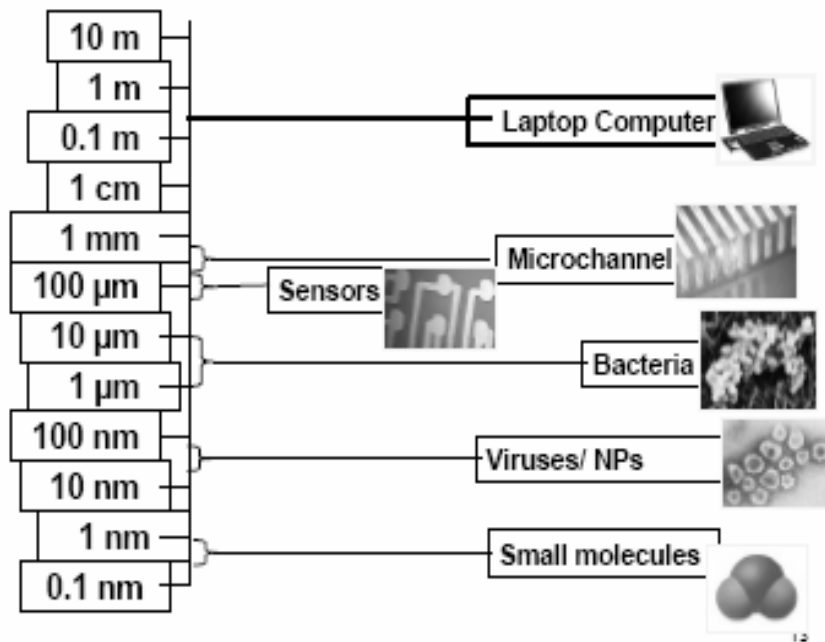 10 m
1 m
0.1 m
1 cm
1 mm
100 µm
10 µm
1 µm
100 nm
10 nm
1 nm
0.1 nm
Laptop Computer
Microchannel
Sensors
Bacteria
Viruses/ NPs
Small molecules